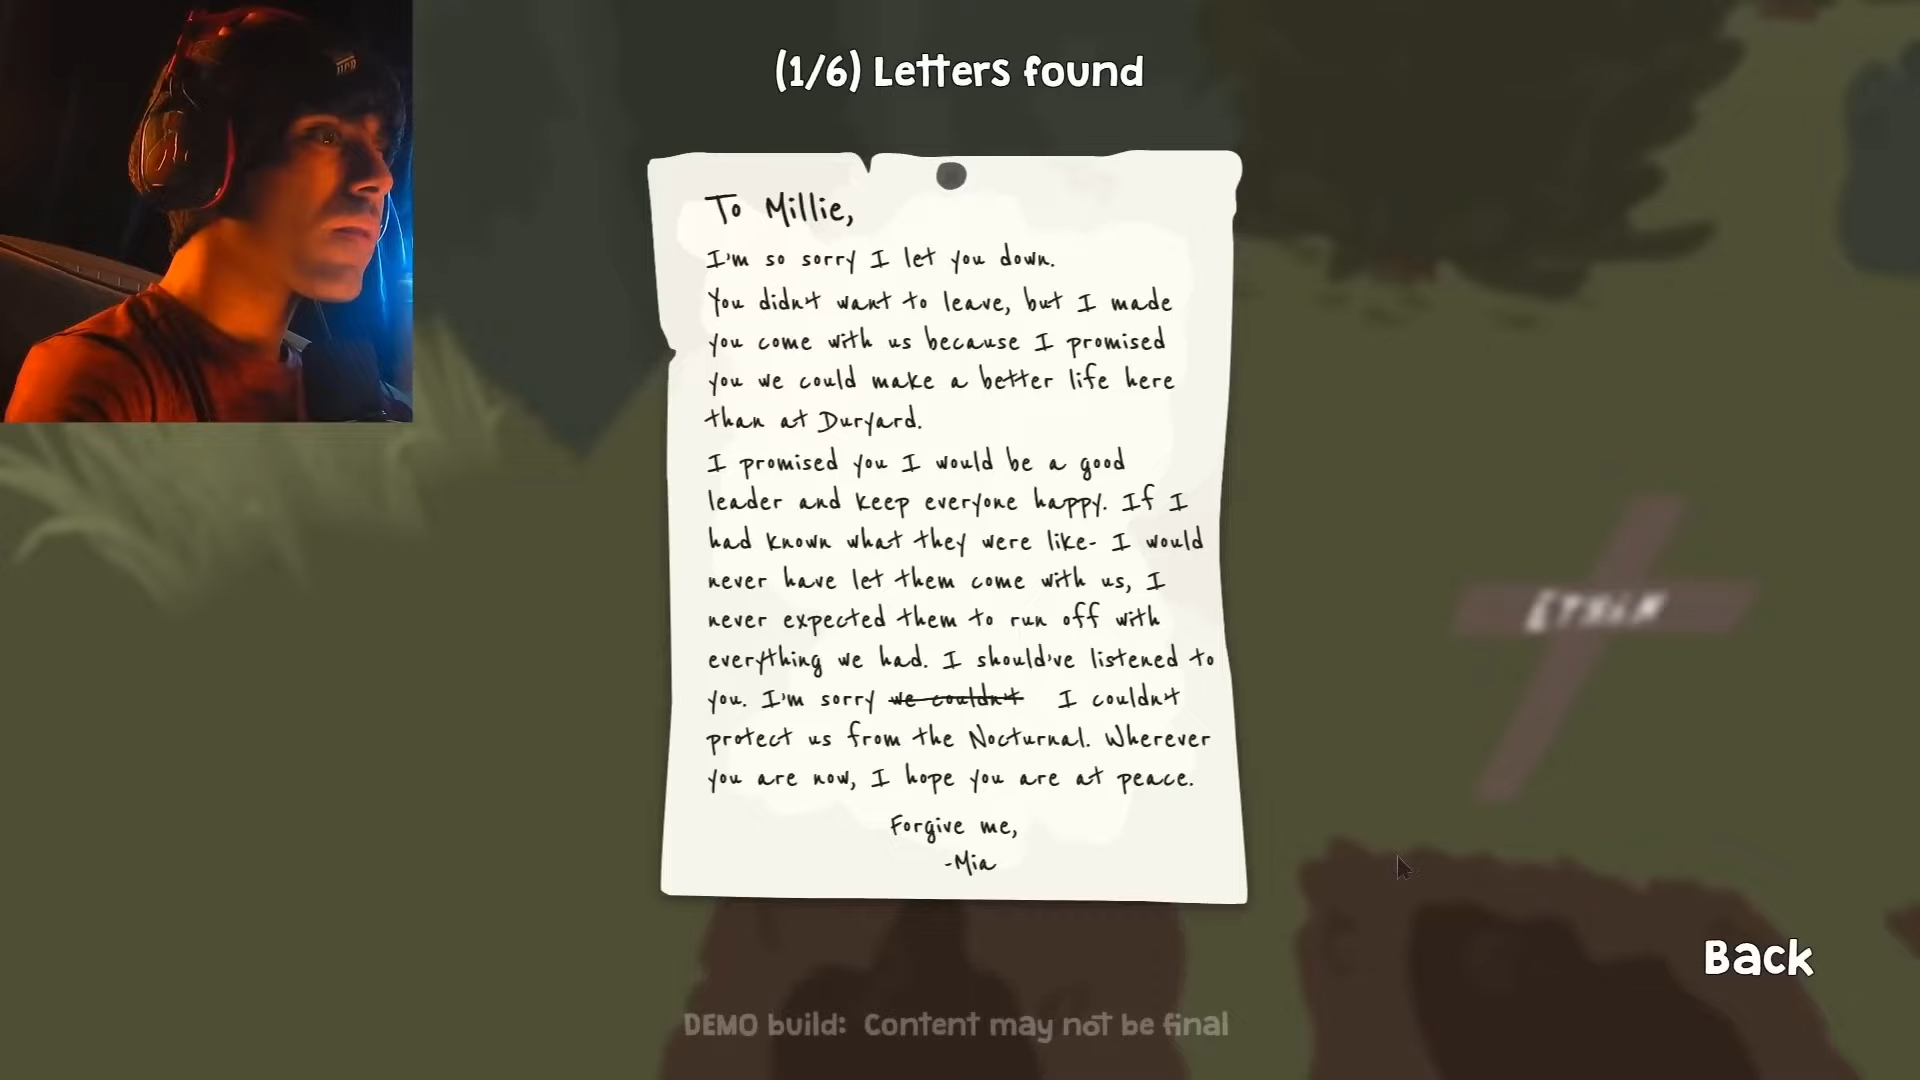 (1/6) Letters found
To Millie,
I'm so sorry I let you down.
You didn't want to leave, but I made
you come with us because I promised
you we could make a better life here
than at Duryard.
I promised you I would be a good
leader and keep everyone happy. If I
had known what they were like- I would
never have let them come with us, I
never expected them to run off with
everything we had. I should've listened to
you. I'm sorry we couldn't I couldn't
protect us from the Nocturnal. Wherever
you are now, I hope you are at peace.
Forgive me,
-Mia
ETHAN
Back
DEMO build: Content may not be final